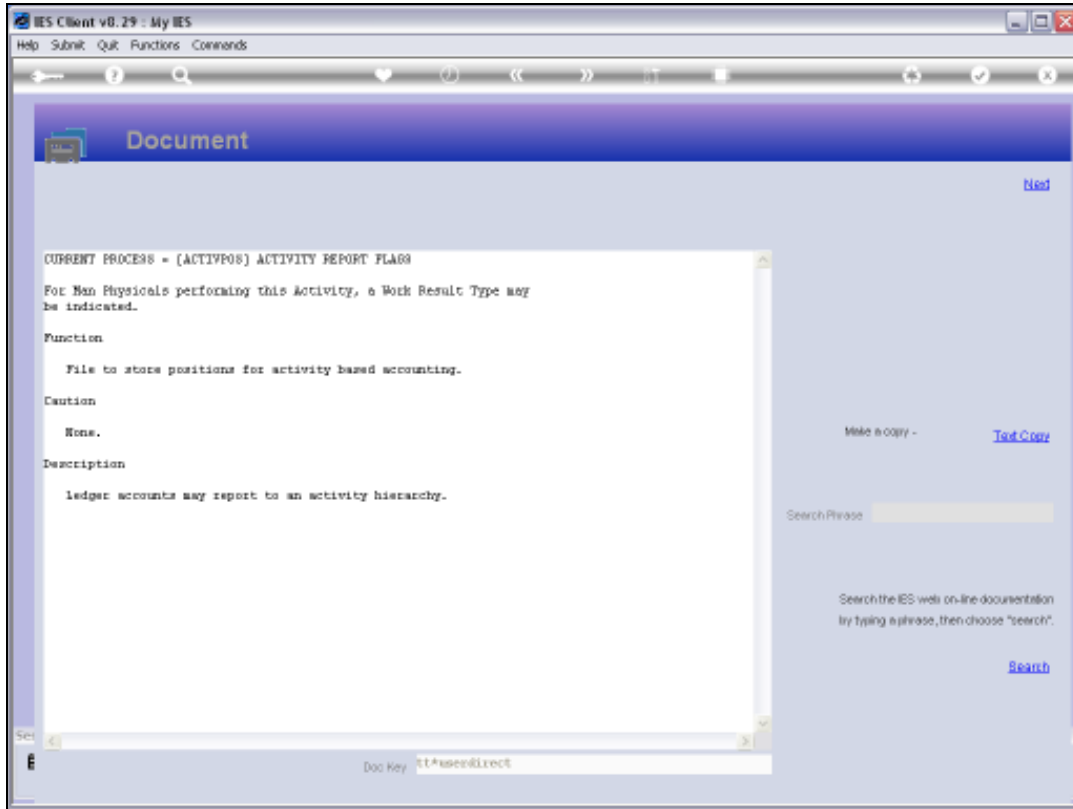 IES Client v8.29 : My IES
Help Submit Quit Functions Commands
Document
Next
CURRENT PROCESS = [ACTIVPOS] ACTIVITY REPORT FLAGS
For Man Physicals performing this Activity, a Work Result Type may
be indicated.
Function
File to store positions for activity based accounting.
Caution
None.
Description
ledger accounts may report to an activity hierarchy.
Make a copy -
Text Copy
Search Phrase
Search the IES web on-line documentation
by typing a phrase, then choose "search".
Search
Doc Key tt*userdirect